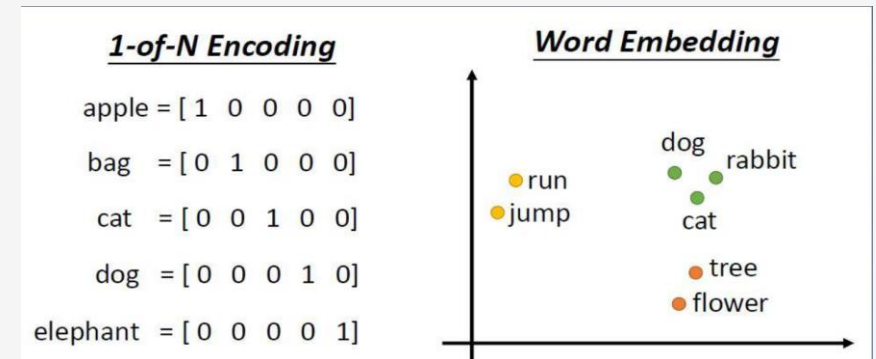 1-of-N Encoding
apple = [ 1 0 0 0 0]
bag = [ 0 1 0 0 0]
cat = [ 0 0 1 0 0]
dog = [ 0 0 0 1 0]
elephant = [ 0 0 0 0 1]
Word Embedding
dog
rabbit
run
jump
cat
tree
flower